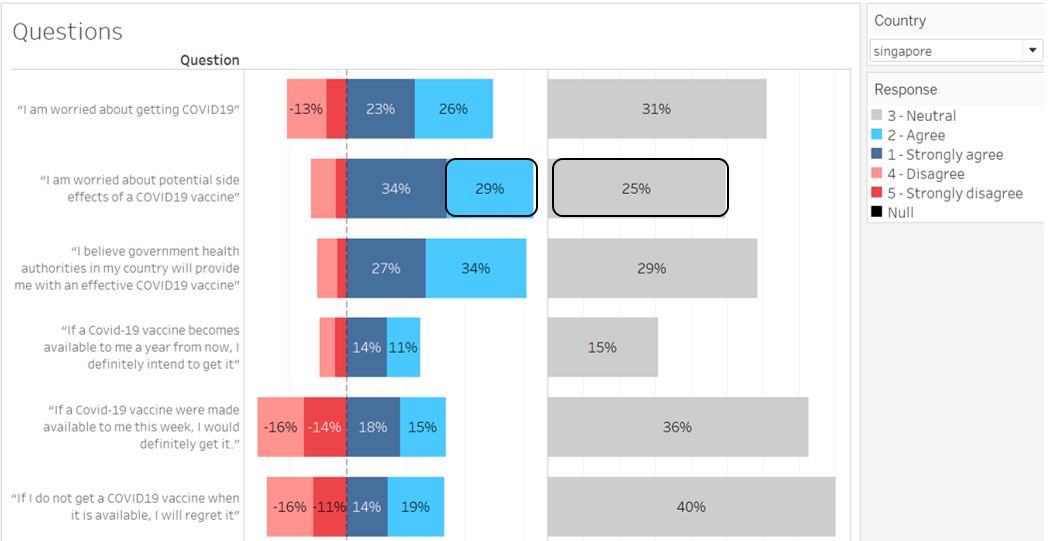 Questions
Question
“I am worried about getting COVID19”
-13%
23%
26%
31%
“I am worried about potential side
effects of a COVID19 vaccine”
34%
29%
25%
“I believe government health
authorities in my country will provide
me with an effective COVID19 vaccine”
27%
34%
29%
“If a Covid-19 vaccine becomes
available to me a year from now, I
definitely intend to get it”
14%
11%
15%
“If a Covid-19 vaccine were made
available to me this week, I would
definitely get it.”
-16%
-14%
18%
15%
36%
“If I do not get a COVID19 vaccine when
it is available, I will regret it”
-16%
-11%
14%
19%
40%
Country
singapore
Response
3 - Neutral
2 - Agree
1 - Strongly agree
4 - Disagree
5 - Strongly disagree
Null